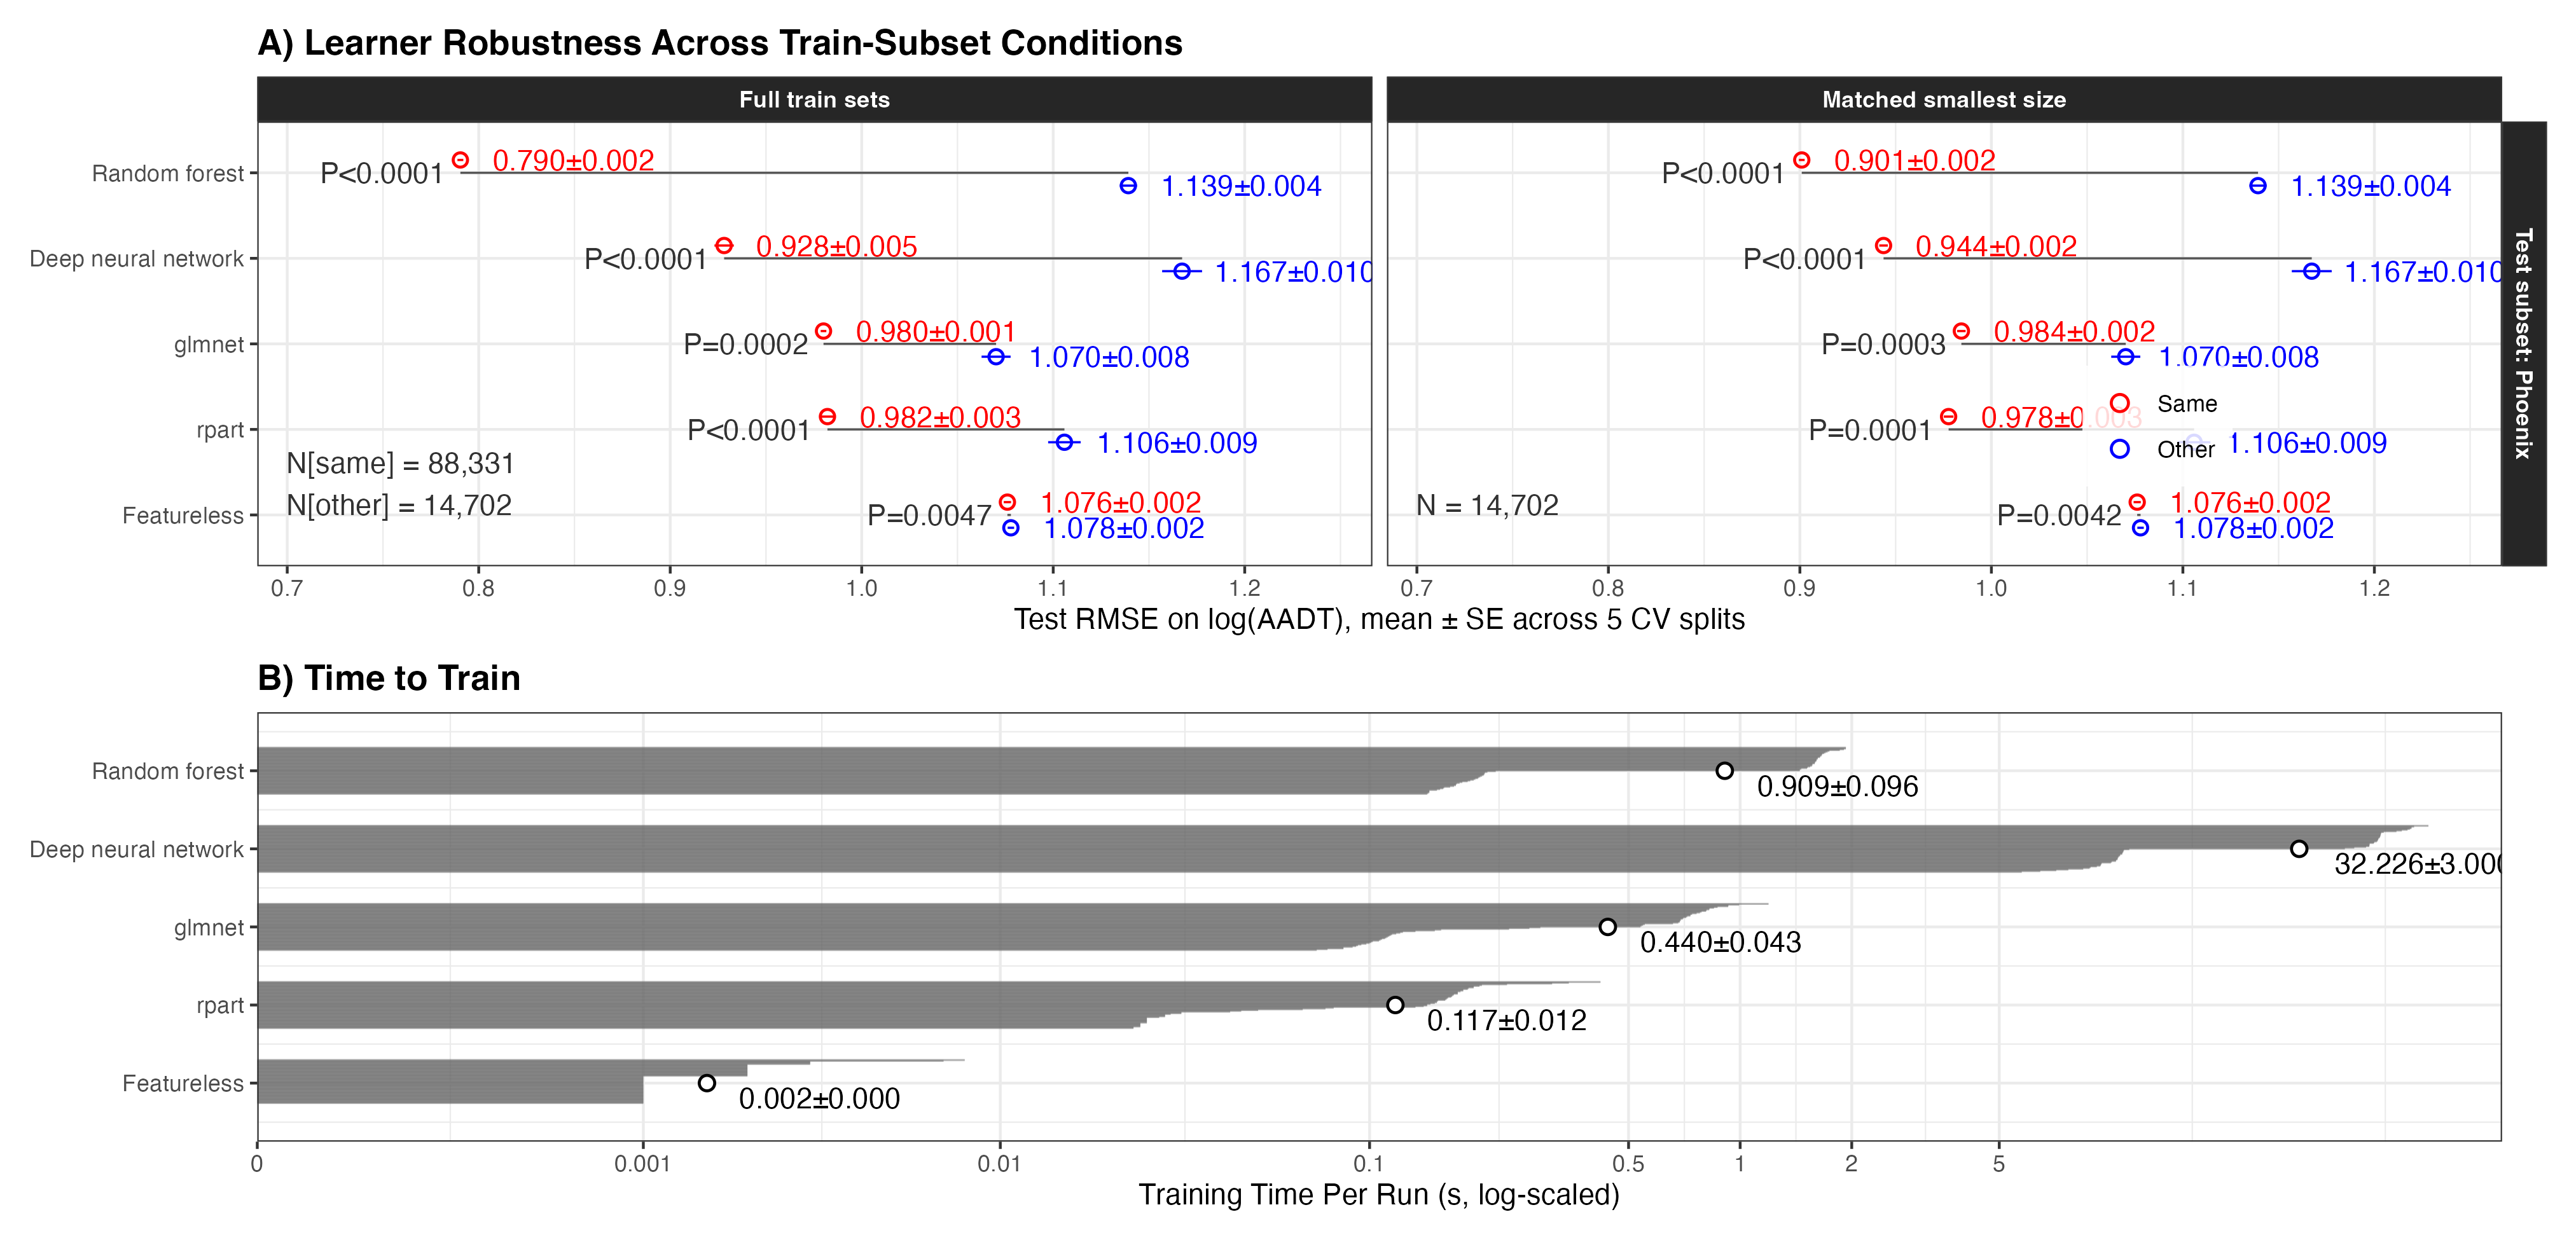 A) Learner Robustness Across Train-Subset Conditions
Full train sets
Matched smallest size
Test subset: Phoenix
Random forest
P<0.0001
0.790±0.002
1.139±0.004
P<0.0001
0.901±0.002
1.139±0.004
Deep neural network
P<0.0001
0.928±0.005
1.167±0.010
P<0.0001
0.944±0.002
1.167±0.010
glmnet
P=0.0002
0.980±0.001
1.070±0.008
P=0.0003
0.984±0.002
1.070±0.008
rpart
P<0.0001
0.982±0.003
1.106±0.009
P=0.0001
0.978±0.003
1.106±0.009
Same
Other
N[same] = 88,331
N[other] = 14,702
N = 14,702
Featureless
P=0.0047
1.076±0.002
1.078±0.002
P=0.0042
1.076±0.002
1.078±0.002
0.7 0.8 0.9 1.0 1.1 1.2
0.7 0.8 0.9 1.0 1.1 1.2
Test RMSE on log(AADT), mean ± SE across 5 CV splits
B) Time to Train
Random forest
0.909±0.096
Deep neural network
32.226±3.000
glmnet
0.440±0.043
rpart
0.117±0.012
Featureless
0.002±0.000
0 0.001 0.01 0.1 0.5 1 2 5
Training Time Per Run (s, log-scaled)